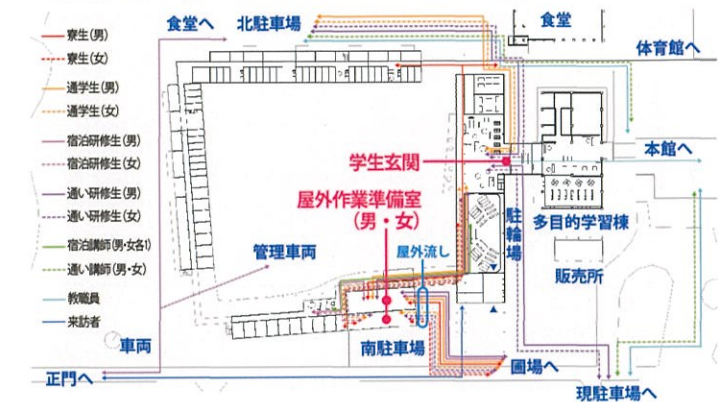 食堂へ
北駐車場
食堂
体育館へ
寮生(男)
寮生(女)
通学生(男)
通学生(女)
宿泊研修生(男)
宿泊研修生(女)
通い研修生(男)
通い研修生(女)
宿泊講師(男・女各1)
通い講師(男・女)
教職員
来訪者
本館へ
学生玄関
屋外作業準備室
(男・女)
駐輪場
多目的学習棟
管理車両
屋外流し
販売所
車両
南駐車場
圃場へ
正門へ
現駐車場へ